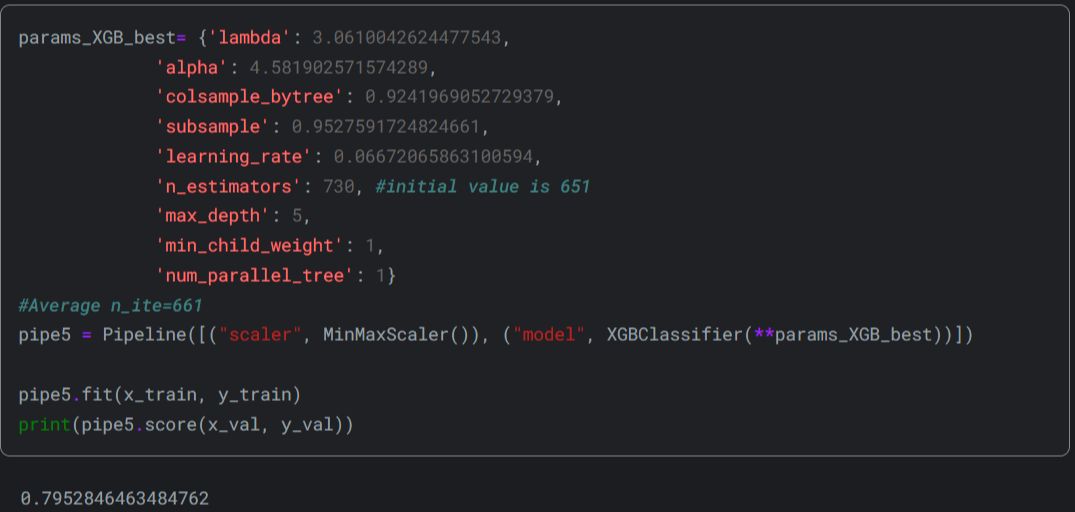 params_XGB_best= {'lambda': 3.0610042624477543,
'alpha': 4.581902571574289,
'colsample_bytree': 0.9241969052729379,
'subsample': 0.9527591724824661,
'learning_rate': 0.06672065863100594,
'n_estimators': 730, #initial value is 651
'max_depth': 5,
'min_child_weight': 1,
'num_parallel_tree': 1}
#Average n_ite=661
pipe5 = Pipeline([("scaler", MinMaxScaler()), ("model", XGBClassifier(**params_XGB_best))])
pipe5.fit(x_train, y_train)
print(pipe5.score(x_val, y_val))
0.7952846463484762